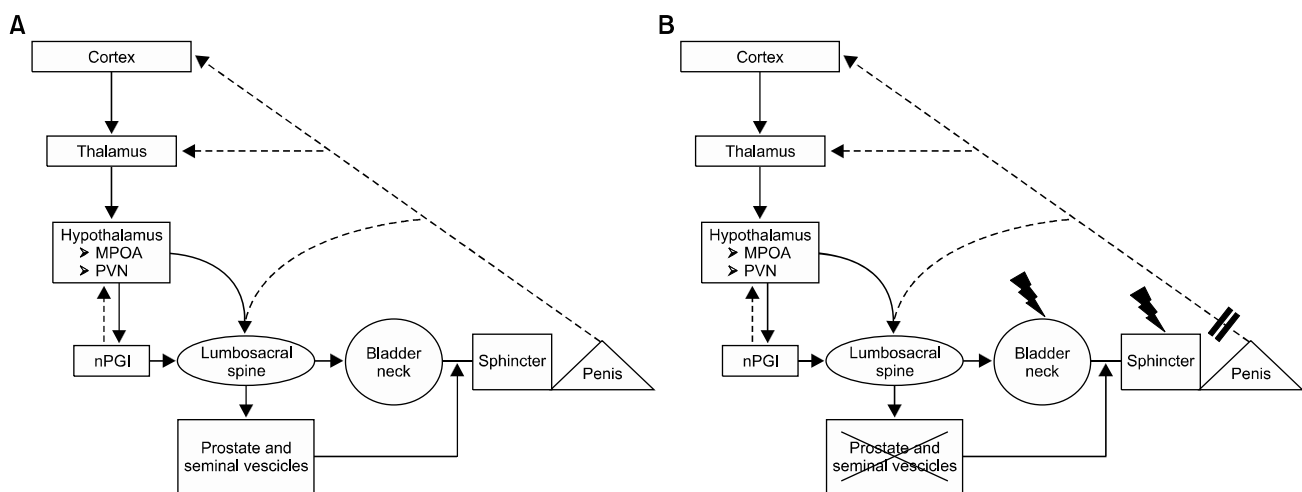 A
Cortex
Thalamus
Hypothalamus
➢ MPOA
➢ PVN
nPGI
Lumbosacral
spine
Bladder
neck
Sphincter
Penis
Prostate and
seminal vescicles
B
Cortex
Thalamus
Hypothalamus
➢ MPOA
➢ PVN
nPGI
Lumbosacral
spine
Bladder
neck
Sphincter
Penis
Prostate and
seminal vescicles